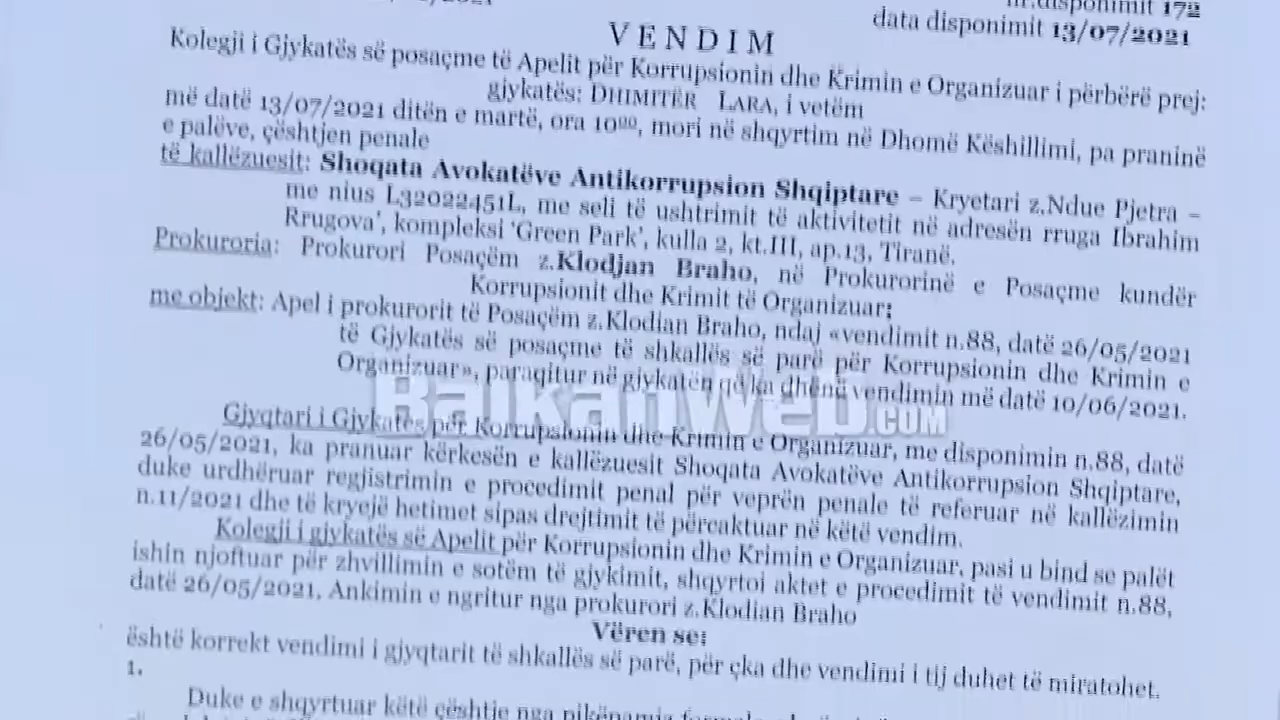 nr.disponimit 172
data disponimit 13/07/2021
VENDIM
Kolegji i Gjykatës së posaçme të Apelit për Korrupsionin dhe Krimin e Organizuar i përbërë prej:
gjykatës: DHIMITËR LARA, i vetëm
më datë 13/07/2021 ditën e martë, ora 10⁰⁰, mori në shqyrtim në Dhomë Këshillimi, pa praninë
e palëve, çështjen penale
të kallëzuesit: Shoqata Avokatëve Antikorrupsion Shqiptare – Kryetari z.Ndue Pjetra –
me nius L32022451L, me seli të ushtrimit të aktivitetit në adresën rruga Ibrahim
Rrugova', kompleksi 'Green Park', kulla 2, kt.III, ap.13, Tiranë.
Prokuroria: Prokurori Posaçëm z.Klodjan Braho, në Prokurorinë e Posaçme kundër
Korrupsionit dhe Krimit të Organizuar;
me objekt: Apel i prokurorit të Posaçëm z.Klodian Braho, ndaj «vendimit n.88, datë 26/05/2021
të Gjykatës së posaçme të shkallës së parë për Korrupsionin dhe Krimin e
Organizuar», paraqitur në gjykatën që ka dhënë vendimin më datë 10/06/2021.
BalkanWeb.COM
Gjyqtari i Gjykatës për Korrupsionin dhe Krimin e Organizuar, me disponimin n.88, datë
26/05/2021, ka pranuar kërkesën e kallëzuesit Shoqata Avokatëve Antikorrupsion Shqiptare,
duke urdhëruar regjistrimin e procedimit penal për veprën penale të referuar në kallëzimin
n.11/2021 dhe të kryejë hetimet sipas drejtimit të përcaktuar në këtë vendim.
Kolegji i gjykatës së Apelit për Korrupsionin dhe Krimin e Organizuar, pasi u bind se palët
ishin njoftuar për zhvillimin e sotëm të gjykimit, shqyrtoi aktet e procedimit të vendimit n.88,
datë 26/05/2021, Ankimin e ngritur nga prokurori z.Klodian Braho
Vëren se:
është korrekt vendimi i gjyqtarit të shkallës së parë, për çka dhe vendimi i tij duhet të miratohet.
1.
Duke e shqyrtuar këtë çështje nga pikëpamja